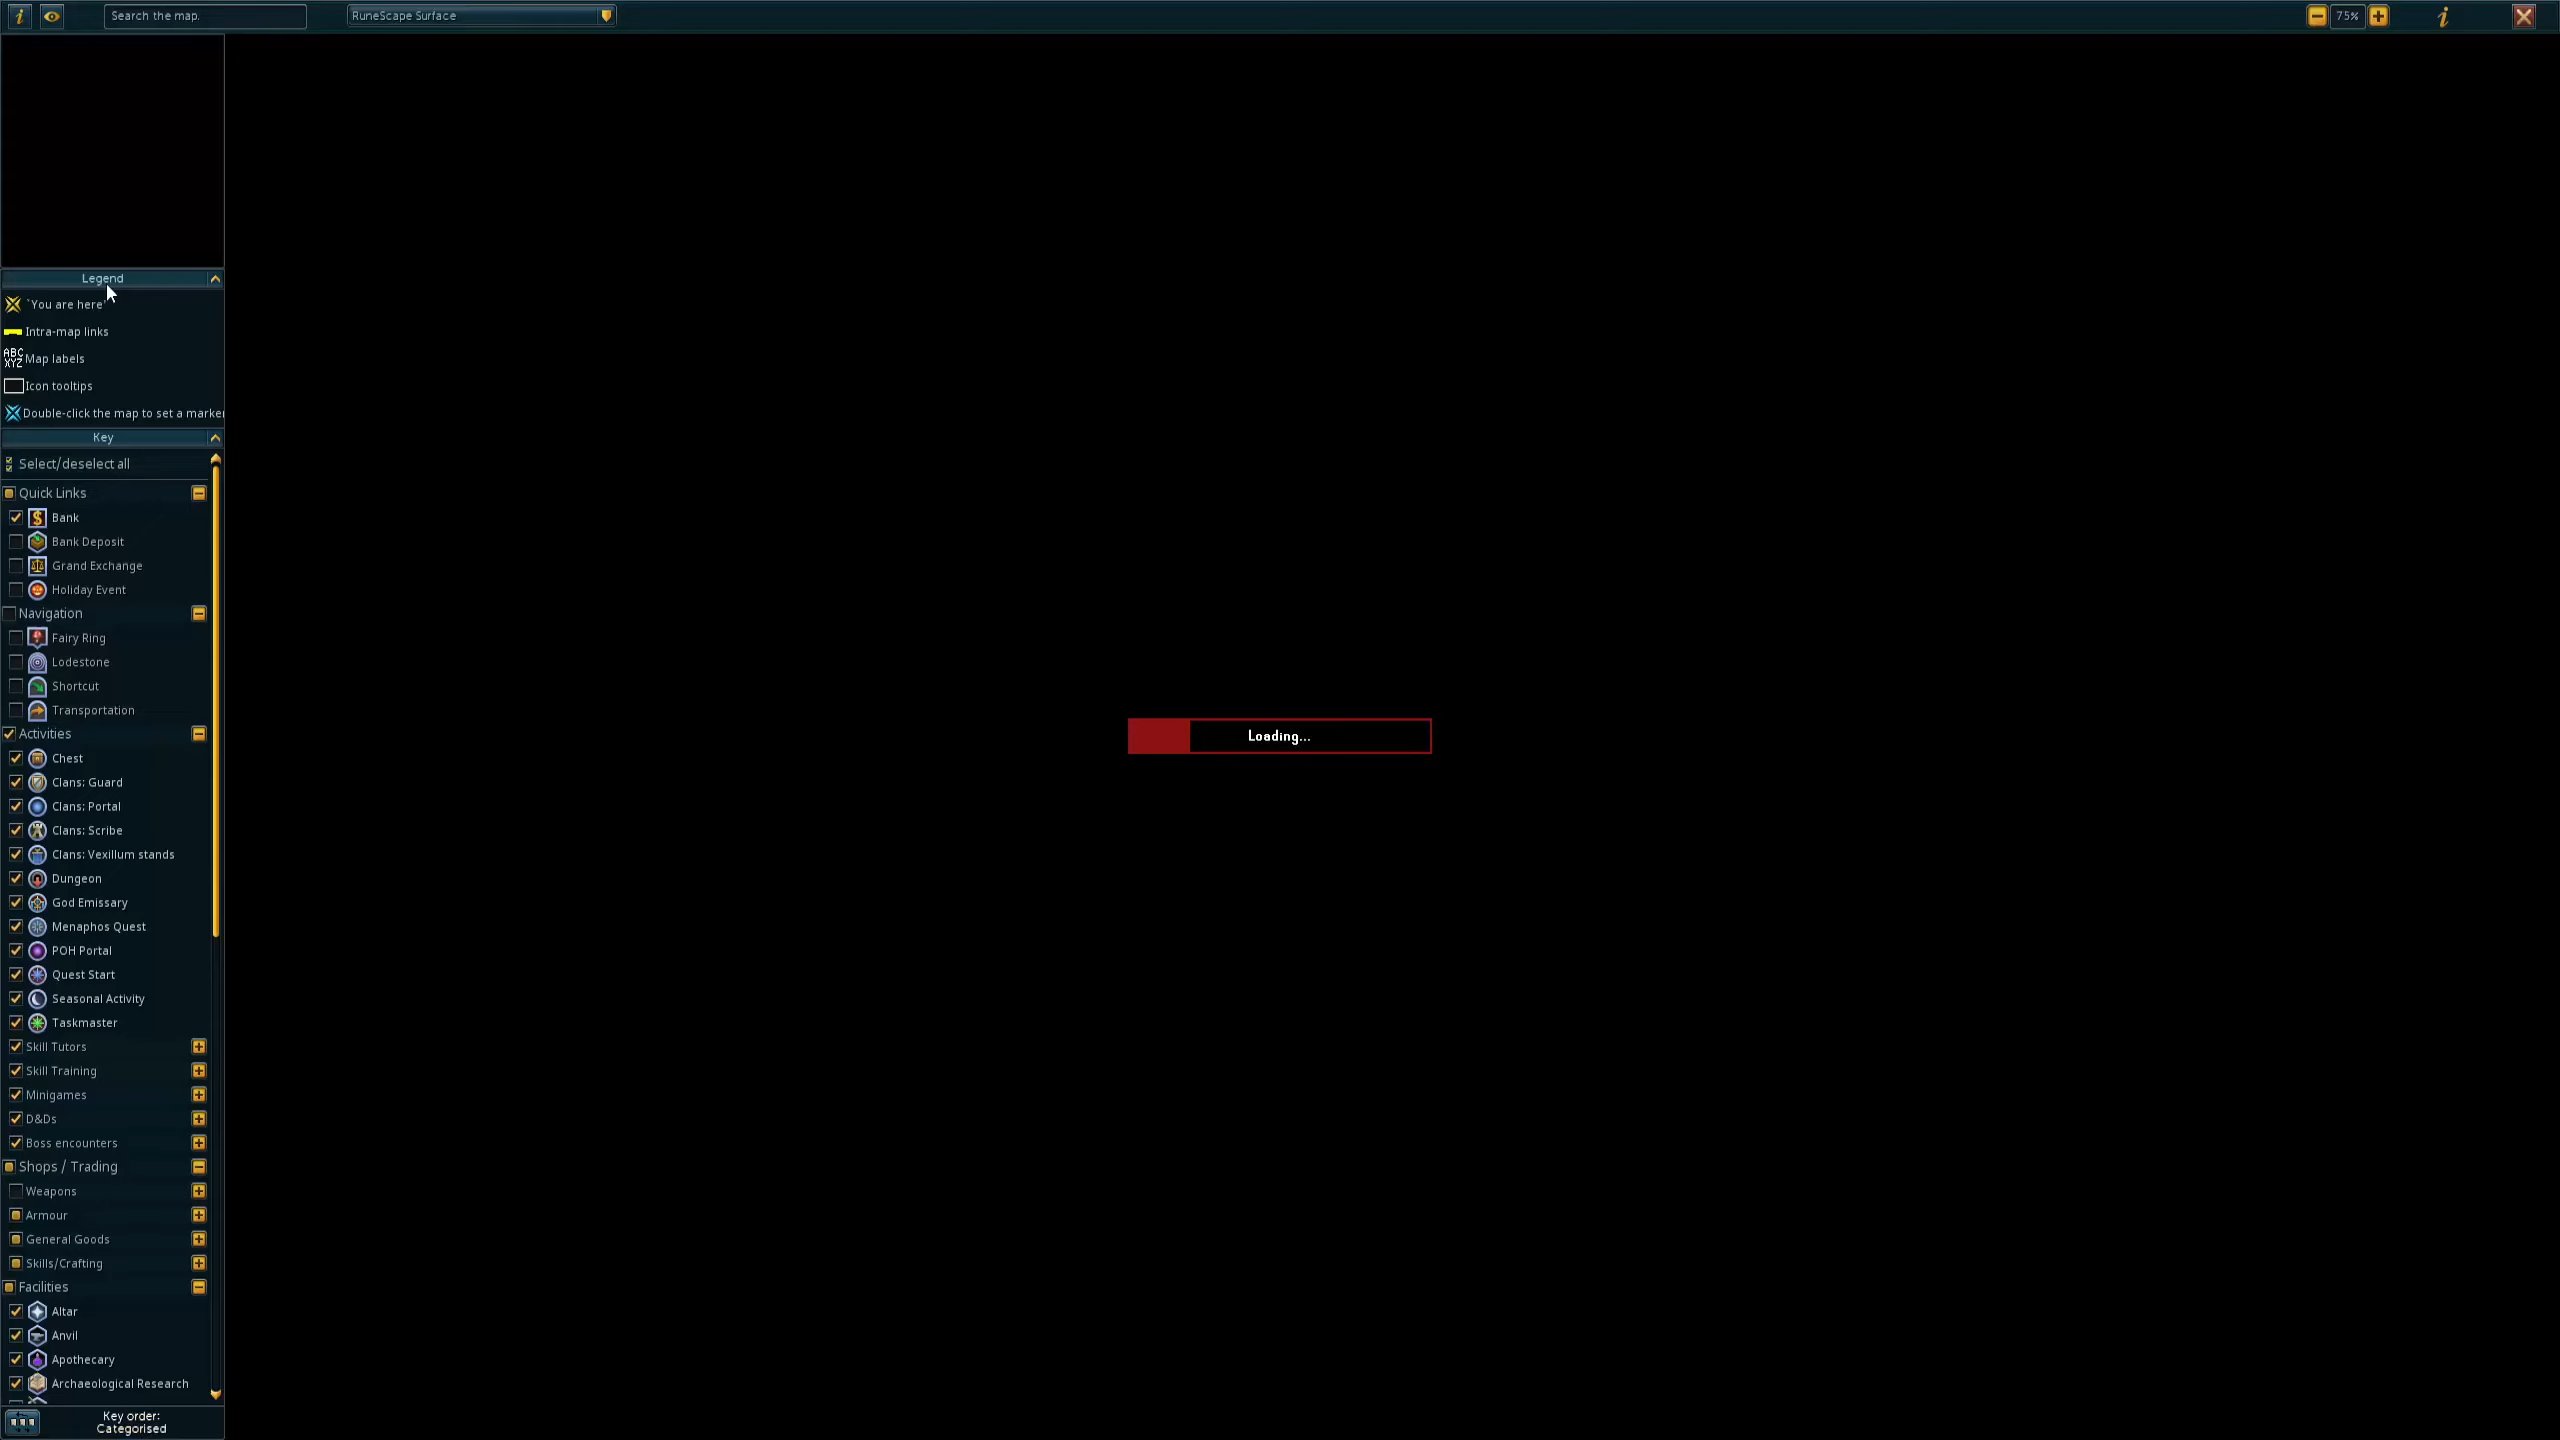 Search the map.
RuneScape Surface
75%
Legend
`You are here'
Intra-map links
ABC
XYZ
Map labels
Icon tooltips
Double-click the map to set a marker
Key
Select/deselect all
Quick Links
Bank
Bank Deposit
Grand Exchange
Holiday Event
Navigation
Fairy Ring
Lodestone
Shortcut
Transportation
Loading...
Activities
Chest
Clans: Guard
Clans: Portal
Clans: Scribe
Clans: Vexillum stands
Dungeon
God Emissary
Menaphos Quest
POH Portal
Quest Start
Seasonal Activity
Taskmaster
Skill Tutors
Skill Training
Minigames
D&Ds
Boss encounters
Shops / Trading
Weapons
Armour
General Goods
Skills/Crafting
Facilities
Altar
Anvil
Apothecary
Archaeological Research
Key order:
Categorised